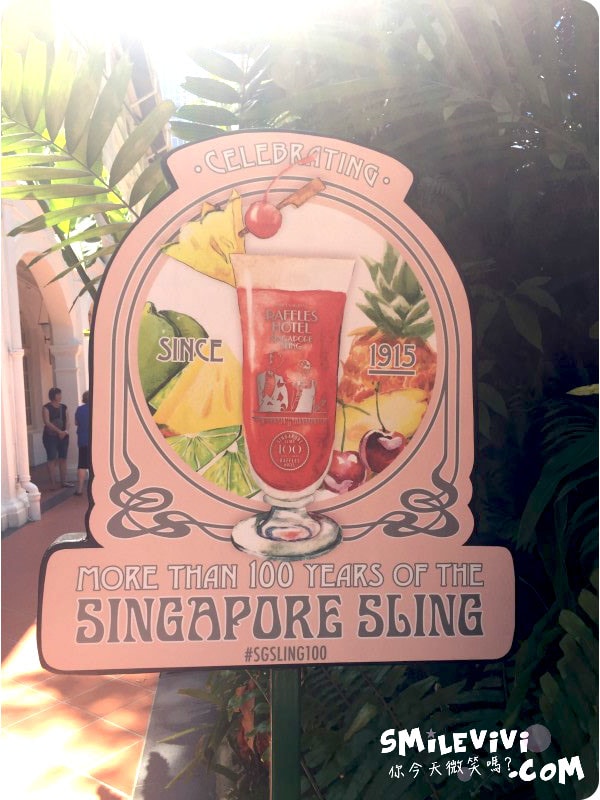 CELEBRATING
SINCE
1915
RAFFLES
HOTEL
SINGAPORE
SLING
100
MORE THAN 100 YEARS OF THE
SINGAPORE SLING
#SGSLING100
SMiLEViVi
你今天微笑嗎?
.COM